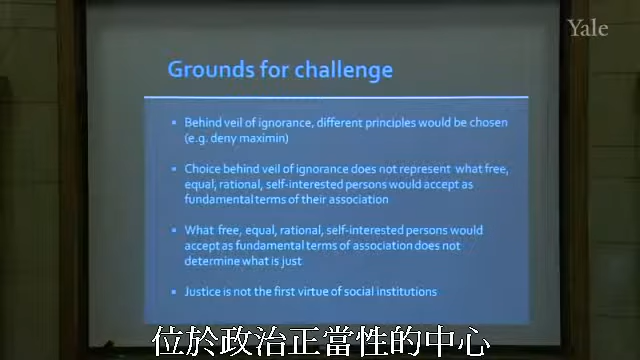 Yale
Grounds for challenge
Behind veil of ignorance, different principles would be chosen
(e.g. deny maximin)
Choice behind veil of ignorance does not represent what free,
equal, rational, self-interested persons would accept as
fundamental terms of their association
What free, equal, rational, self-interested persons would
accept as fundamental terms of association does not
determine what is just
Justice is not the first virtue of social institutions
位於政治正當性的中心